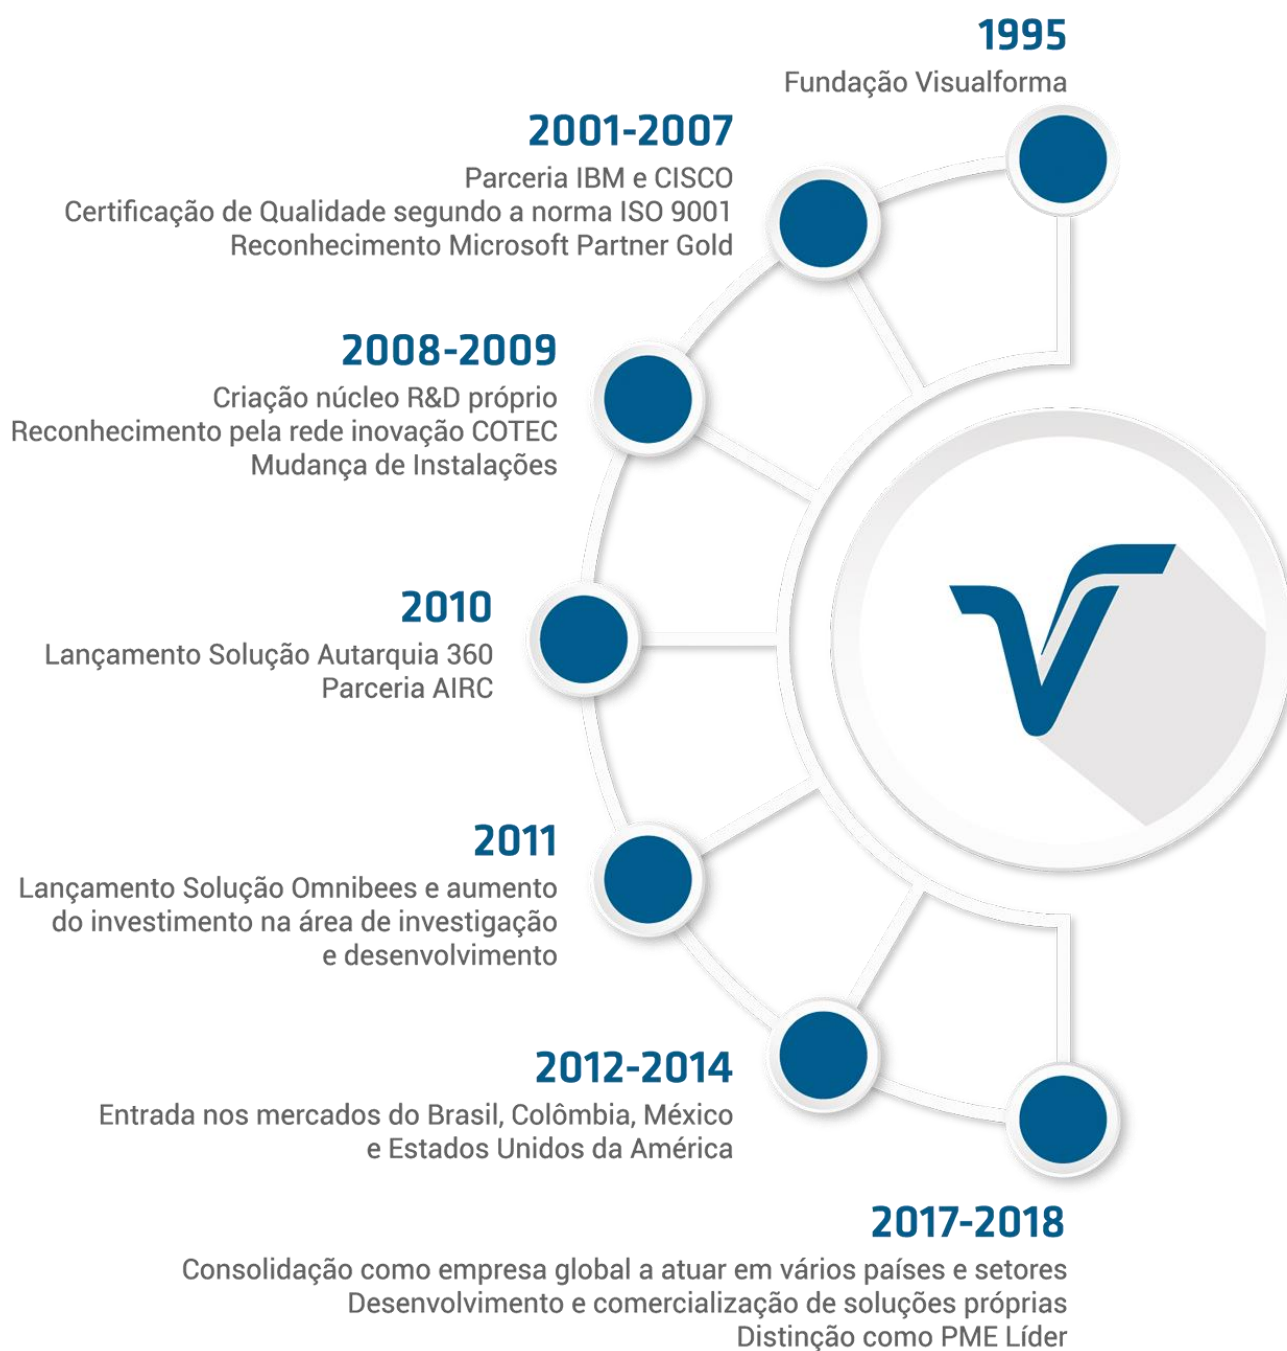 1995
Fundação Visualforma
2001-2007
Parceria IBM e CISCO
Certificação de Qualidade segundo a norma ISO 9001
Reconhecimento Microsoft Partner Gold
2008-2009
Criação núcleo R&D próprio
Reconhecimento pela rede inovação COTEC
Mudança de Instalações
2010
Lançamento Solução Autarquia 360
Parceria AIRC
2011
Lançamento Solução Omnibees e aumento
do investimento na área de investigação
e desenvolvimento
2012-2014
Entrada nos mercados do Brasil, Colômbia, México
e Estados Unidos da América
2017-2018
Consolidação como empresa global a atuar em vários países e setores
Desenvolvimento e comercialização de soluções próprias
Distinção como PME Líder